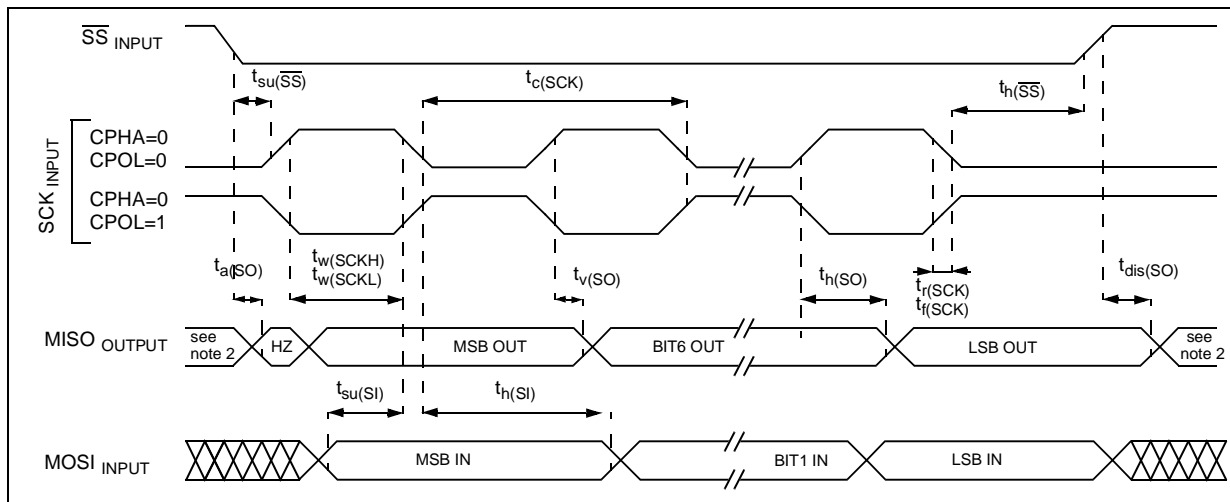 SS INPUT
tsu(SS)
tc(SCK)
th(SS)
SCK INPUT
CPHA=0
CPOL=0
CPHA=0
CPOL=1
ta(SO)
tw(SCKH)
tw(SCKL)
tv(SO)
th(SO)
tr(SCK)
tf(SCK)
tdis(SO)
MISO OUTPUT
see
note 2
HZ
MSB OUT
BIT6 OUT
LSB OUT
see
note 2
tsu(SI)
th(SI)
MOSI INPUT
MSB IN
BIT1 IN
LSB IN